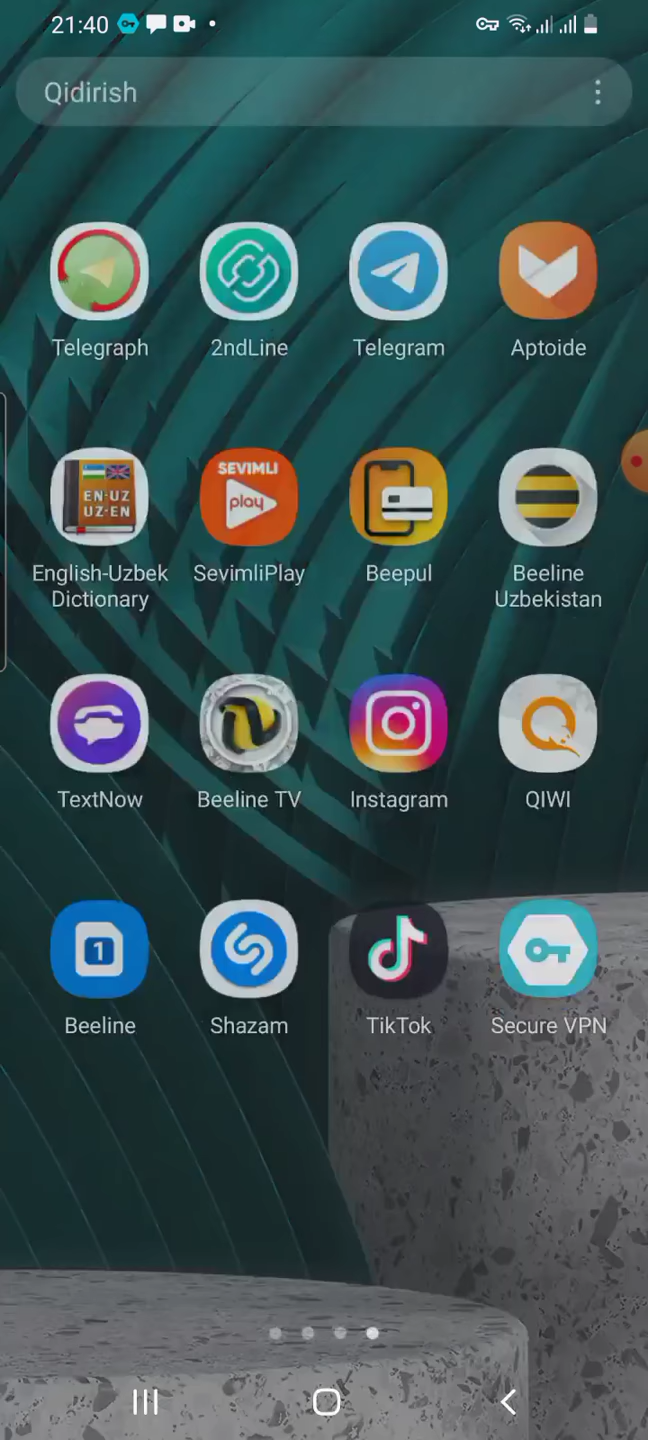 21:40
Qidirish
Telegraph
2ndLine
Telegram
Aptoide
EN-UZ
UZ-EN
SEVIMLI
play
English-Uzbek
Dictionary
SevimliPlay
Beepul
Beeline
Uzbekistan
TextNow
Beeline TV
Instagram
QIWI
1
Beeline
Shazam
TikTok
Secure VPN